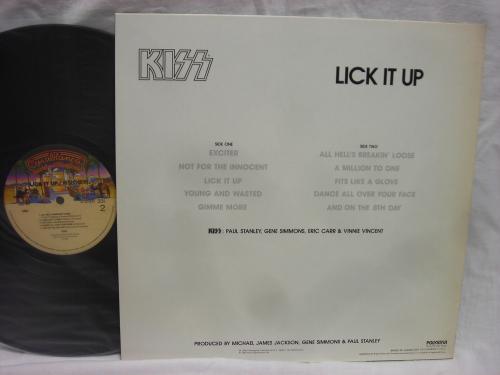 KISS
LICK IT UP
SIDE ONE
EXCITER
NOT FOR THE INNOCENT
LICK IT UP
YOUNG AND WASTED
GIMME MORE
SIDE TWO
ALL HELL'S BREAKIN' LOOSE
A MILLION TO ONE
FITS LIKE A GLOVE
DANCE ALL OVER YOUR FACE
AND ON THE 8TH DAY
KISS: PAUL STANLEY, GENE SIMMONS, ERIC CARR & VINNIE VINCENT
PRODUCED BY MICHAEL JAMES JACKSON, GENE SIMMONS & PAUL STANLEY
LICK IT UP
2